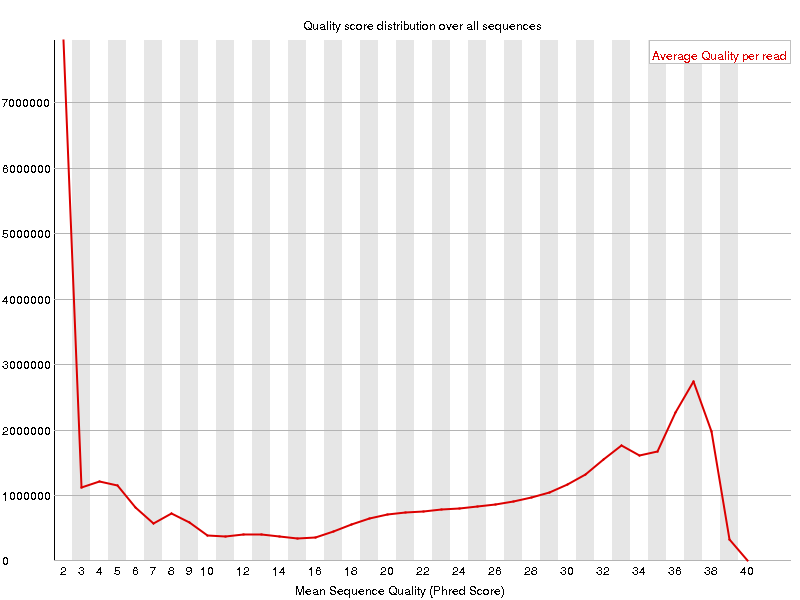 Quality score distribution over all sequences
Average Quality per read
7000000
6000000
5000000
4000000
3000000
2000000
1000000
0
2 3 4 5 6 7 8 9 10 12 14 16 18 20 22 24 26 28 30 32 34 36 38 40
Mean Sequence Quality (Phred Score)